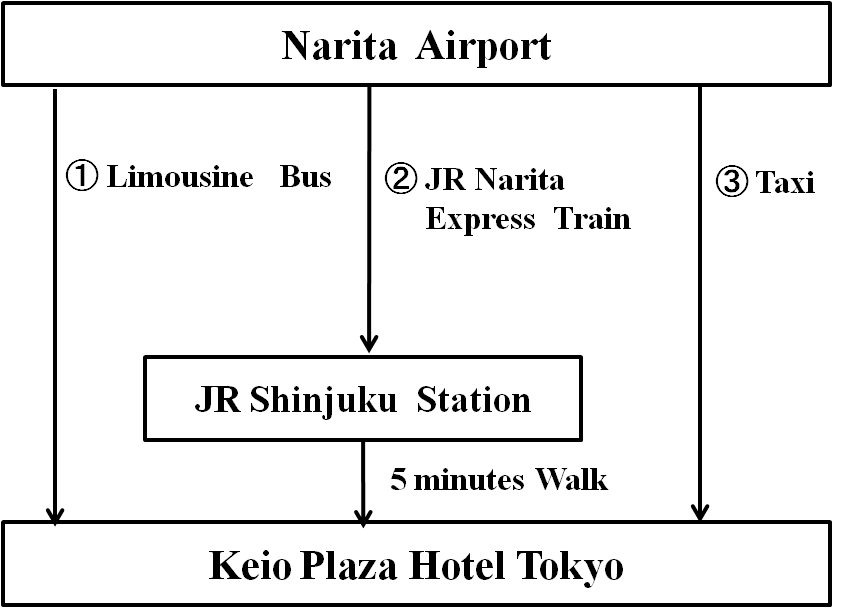 Narita Airport
① Limousine Bus
② JR Narita
Express Train
③ Taxi
JR Shinjuku Station
5 minutes Walk
Keio Plaza Hotel Tokyo